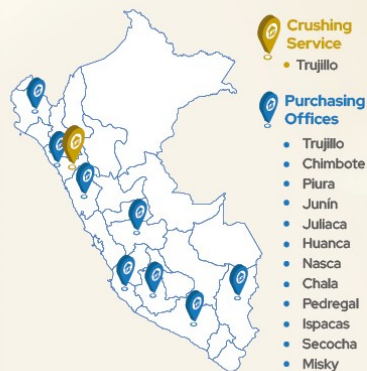 Crushing
Service
Trujillo
Purchasing
Offices
Trujillo
Chimbote
Piura
Junín
Juliaca
Huanca
Nasca
Chala
Pedregal
Ispacas
Secocha
Misky